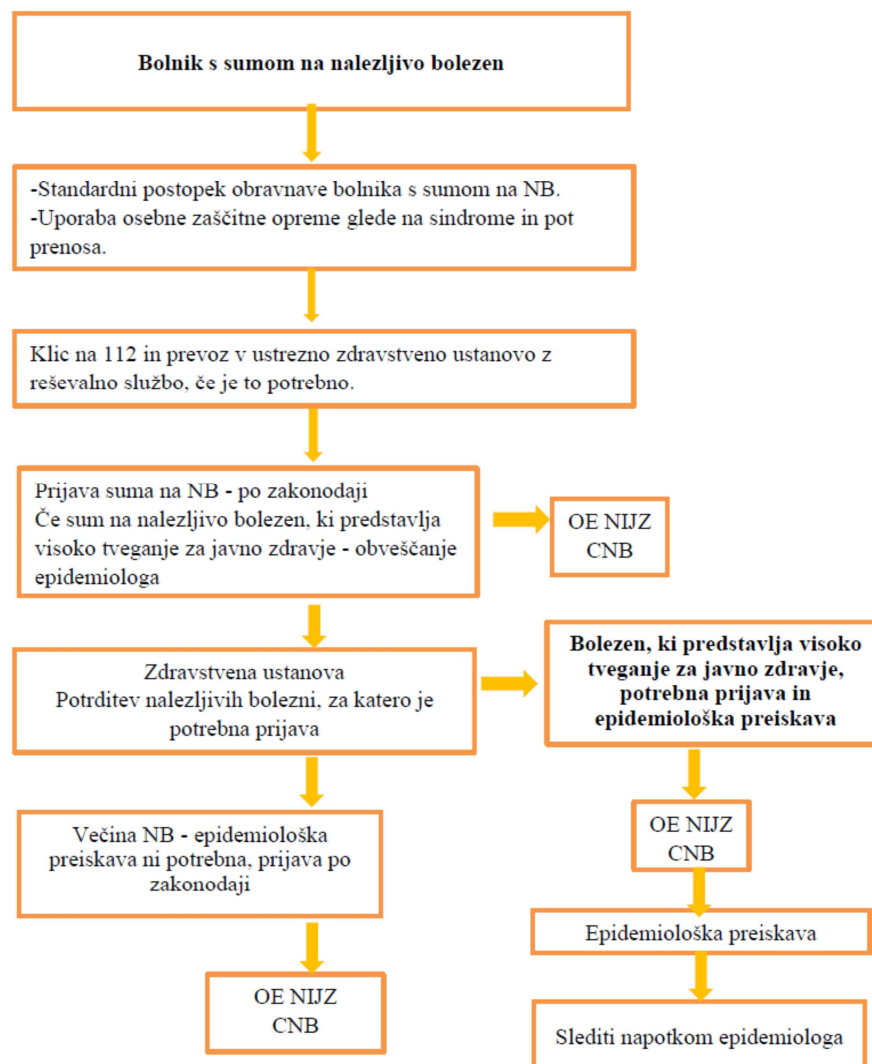 Bolnik s sumom na nalezljivo bolezen
-Standardni postopek obravnave bolnika s sumom na NB.
-Uporaba osebne zaščitne opreme glede na sindrome in pot
prenosa.
Klic na 112 in prevoz v ustrezno zdravstveno ustanovo z
reševalno službo, če je to potrebno.
Prijava suma na NB - po zakonodaji
Če sum na nalezljivo bolezen, ki predstavlja
visoko tveganje za javno zdravje - obveščanje
epidemiologa
OE NIJZ
CNB
Zdravstvena ustanova
Potrditev nalezljivih bolezni, za katero je
potrebna prijava
Bolezen, ki predstavlja visoko
tveganje za javno zdravje,
potrebna prijava in
epidemiološka preiskava
Večina NB - epidemiološka
preiskava ni potrebna, prijava po
zakonodaji
OE NIJZ
CNB
OE NIJZ
CNB
Epidemiološka preiskava
Slediti napotkom epidemiologa